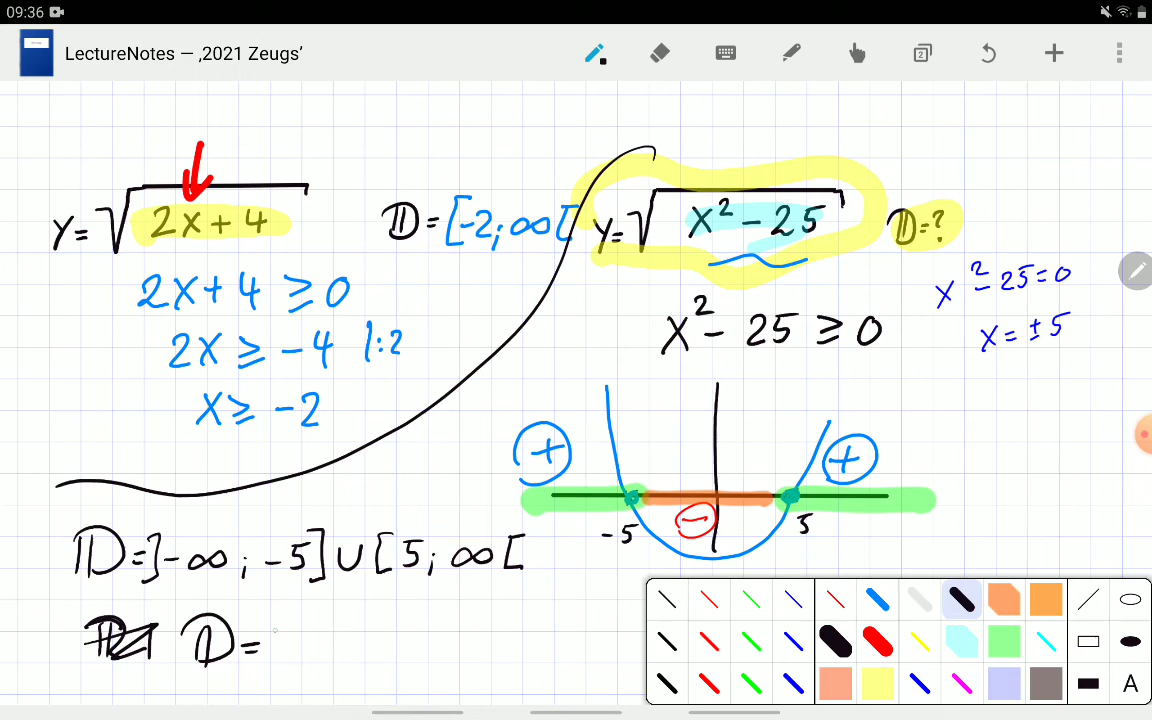 09:36
LectureNotes — ‚2021 Zeugs’
2
y=√2x+4
𝔻=[-2;∞[
2x+4 ≥ 0
2x ≥ -4 |:2
x ≥ -2
y=√x²-25
𝔻=?
x²-25 ≥ 0
x²-25=0
x=±5
+
+
-
-5
5
𝔻=]-∞;-5]∪[5;∞[
𝔻=
A